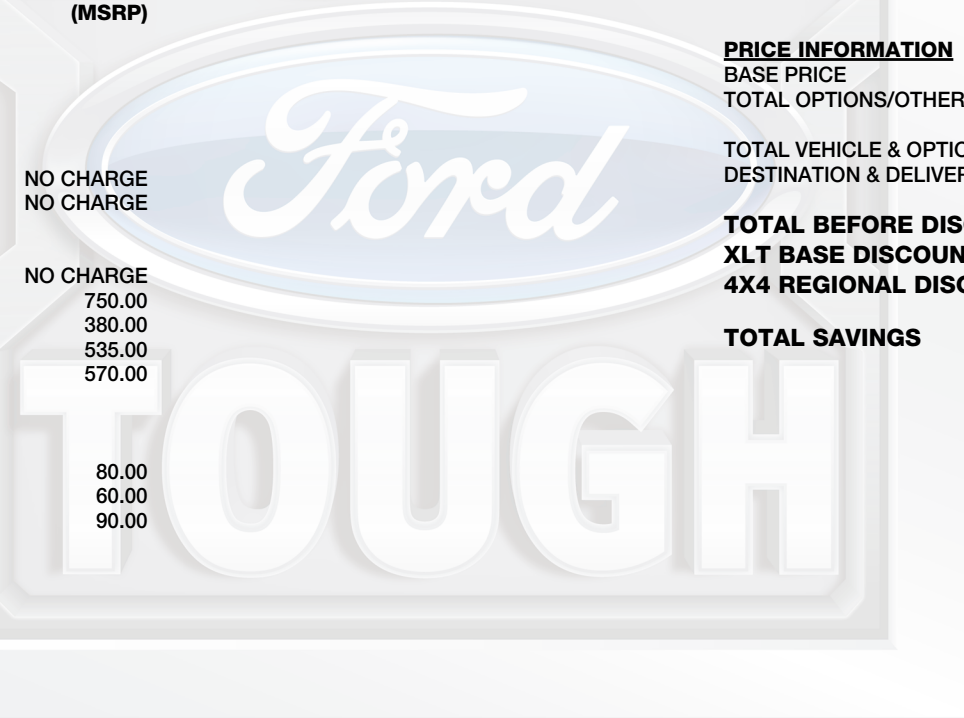 (MSRP)
NO CHARGE
NO CHARGE
NO CHARGE
750.00
380.00
535.00
570.00
80.00
60.00
90.00
Ford
TOUGH
PRICE INFORMATION
BASE PRICE
TOTAL OPTIONS/OTHER
TOTAL VEHICLE & OPTIO
DESTINATION & DELIVER
TOTAL BEFORE DISC
XLT BASE DISCOUN
4X4 REGIONAL DISC
TOTAL SAVINGS